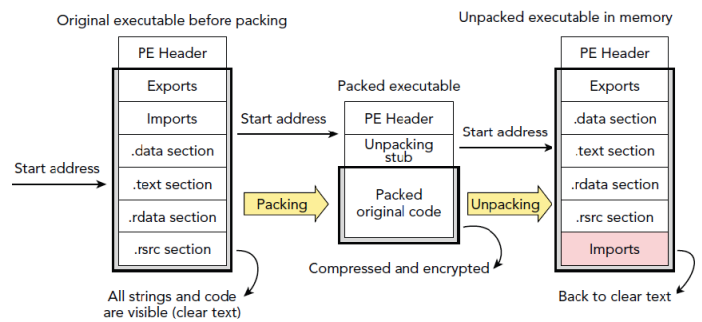 Original executable before packing
PE Header
Exports
Imports
.data section
.text section
.rdata section
.rsrc section
Start address
All strings and code
are visible (clear text)
Packing
Start address
Packed executable
PE Header
Unpacking
stub
Packed
original code
Compressed and encrypted
Unpacking
Start address
Unpacked executable in memory
PE Header
Exports
.data section
.text section
.rdata section
.rsrc section
Imports
Back to clear text